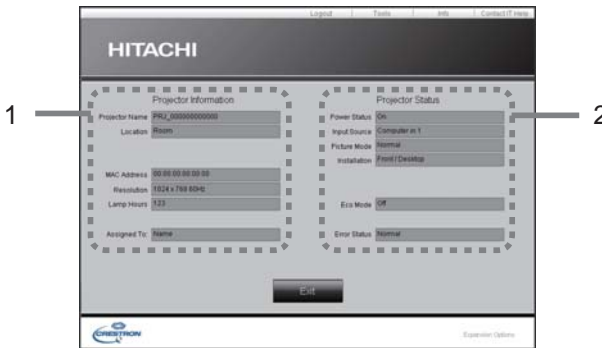 Logout Tools Info Contact IT Help
HITACHI
1
2
Projector Information
Projector Name PRJ_000000000000
Location Room
MAC Address 00:00:00:00:00:00
Resolution 1024 x 768 60Hz
Lamp Hours 123
Assigned To: Name
Projector Status
Power Status On
Input Source Computer in 1
Picture Mode Normal
Installation Front / Desktop
Eco Mode Off
Error Status Normal
Exit
CRESTRON
Expansion Options